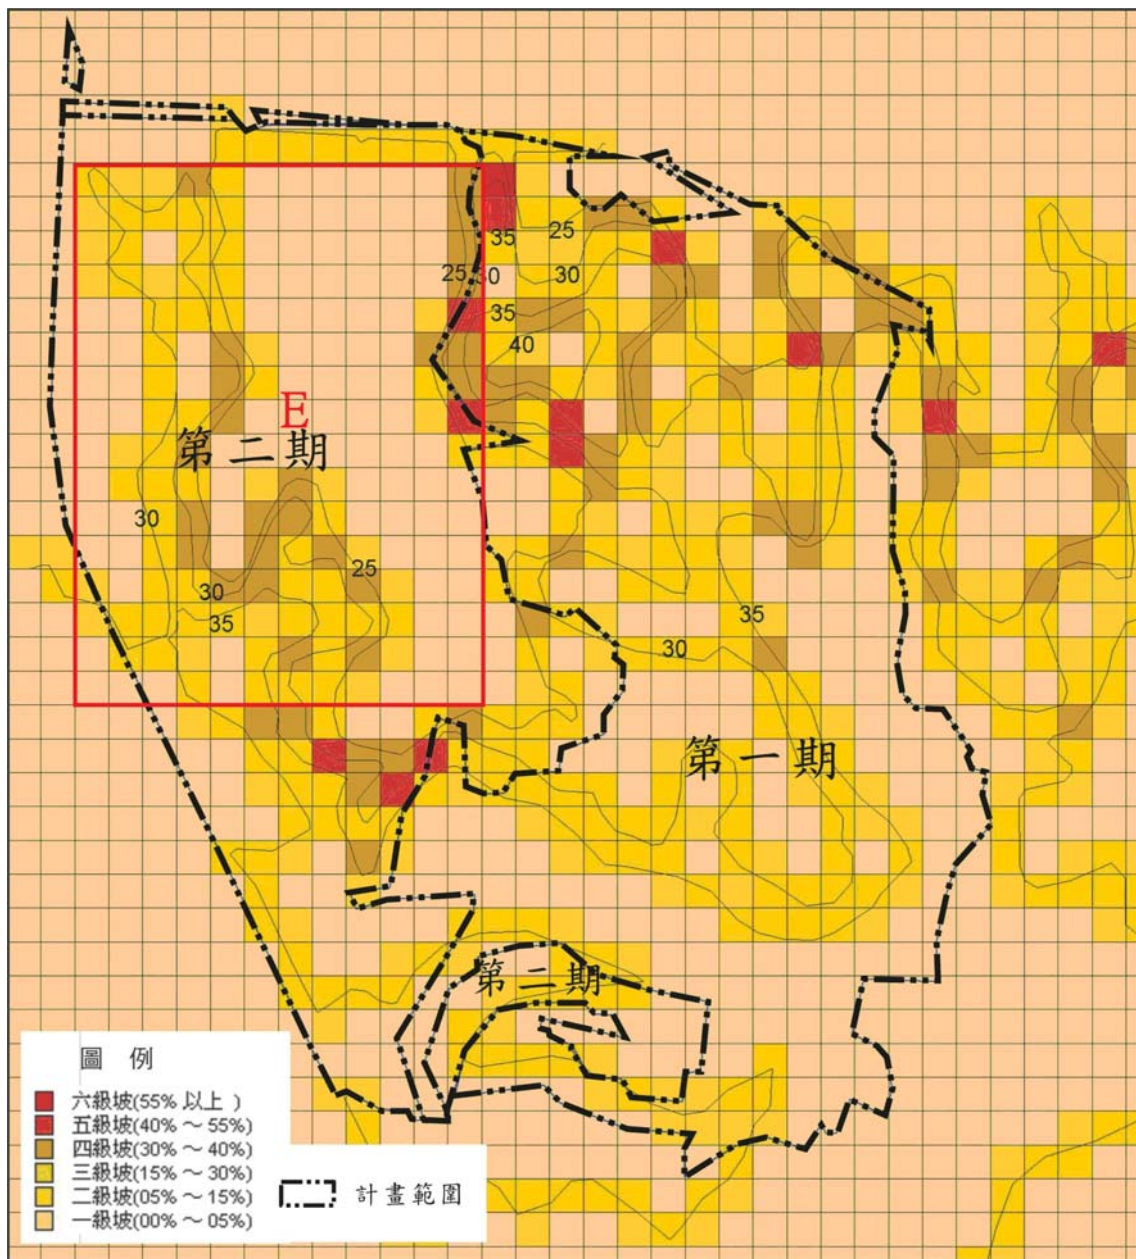 35
25
25
30
30
35
40
E
第二期
30
25
30
35
35
30
第一期
第二期
圖 例
六級坡(55% 以上 )
五級坡(40% ～ 55%)
四級坡(30% ～ 40%)
三級坡(15% ～ 30%)
二級坡(05% ～ 15%)
一級坡(00% ～ 05%)
計畫範圍